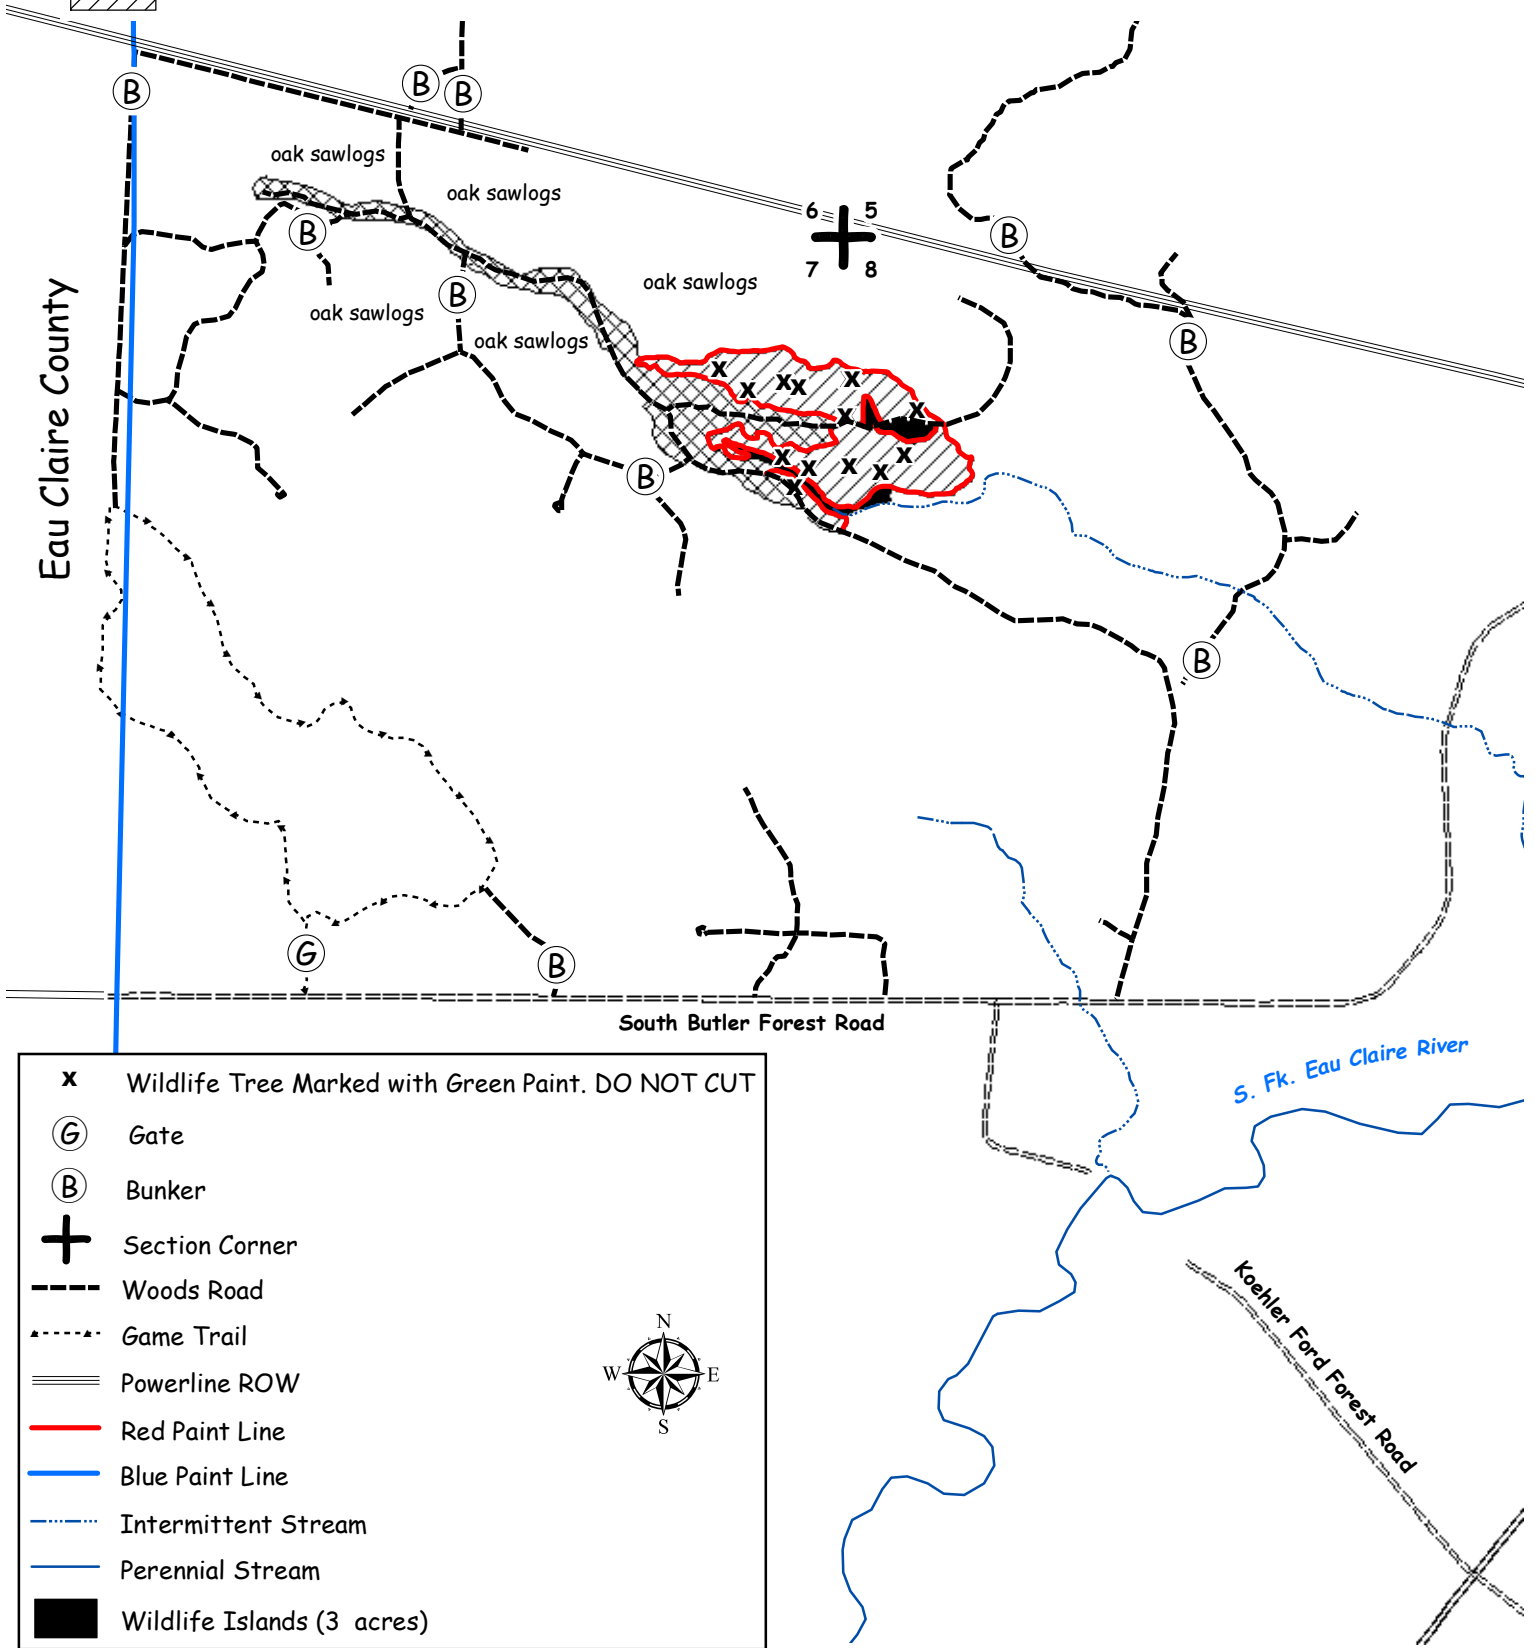 B
B
B
oak sawlogs
oak sawlogs
6 5
7 8
B
B
B
oak sawlogs
oak sawlogs
oak sawlogs
B
Eau Claire County
x
x
x x
x
x
x
B
x
x
x
x
x
x
B
G
B
South Butler Forest Road
S. Fk. Eau Claire River
Koehler Ford Forest Road
x Wildlife Tree Marked with Green Paint. DO NOT CUT
G Gate
B Bunker
Section Corner
Woods Road
Game Trail
Powerline ROW
Red Paint Line
Blue Paint Line
Intermittent Stream
Perennial Stream
Wildlife Islands (3 acres)
N
W E
S